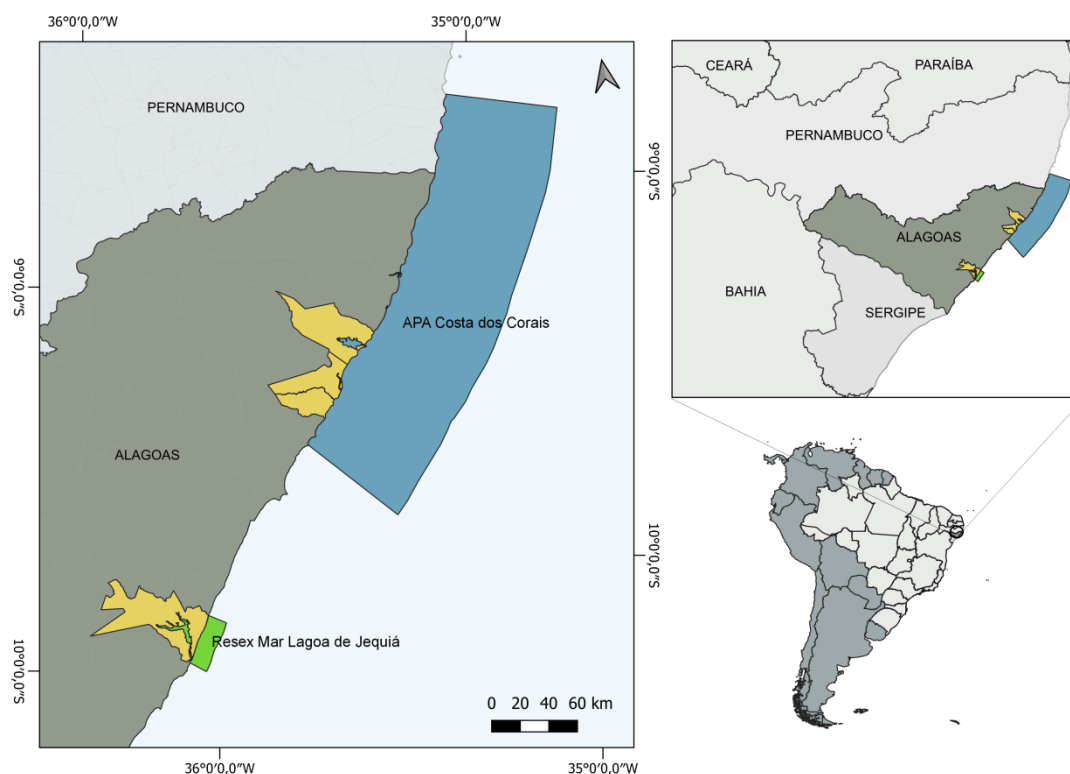 36°0'0,0"W
35°0'0,0"W
PERNAMBUCO
9°0'0,0"S
APA Costa dos Corais
ALAGOAS
Resex Mar Lagoa de Jequiá
10°0'0,0"S
0 20 40 60 km
36°0'0,0"W
35°0'0,0"W
CEARÁ
PARAÍBA
PERNAMBUCO
9°0'0,0"S
ALAGOAS
BAHIA
SERGIPE
10°0'0,0"S